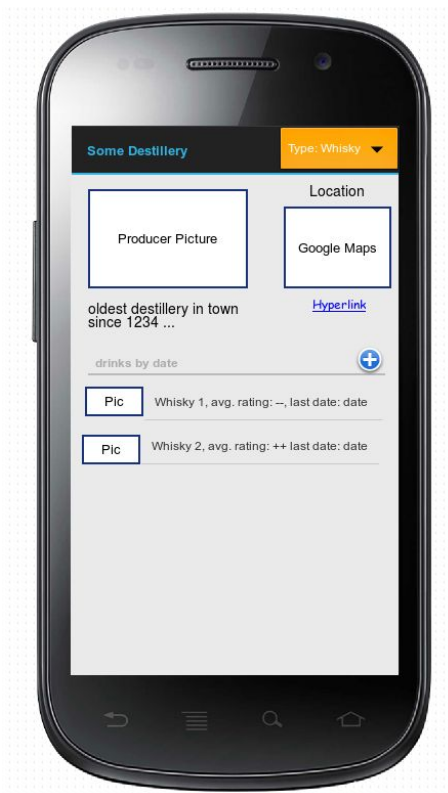 Some Destillery
Type: Whisky
Location
Producer Picture
Google Maps
oldest destillery in town
since 1234 ...
Hyperlink
drinks by date
Pic
Whisky 1, avg. rating: --, last date: date
Pic
Whisky 2, avg. rating: ++ last date: date